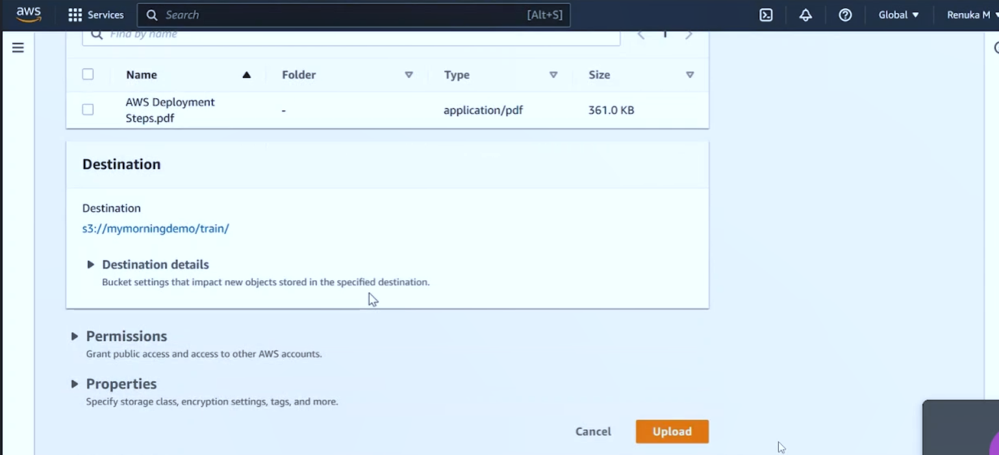 aws Services Search [Alt+S] Global Renuka M
Find by name 1
Name Folder Type Size
AWS Deployment
Steps.pdf - application/pdf 361.0 KB
Destination
Destination
s3://mymorningdemo/train/
Destination details
Bucket settings that impact new objects stored in the specified destination.
Permissions
Grant public access and access to other AWS accounts.
Properties
Specify storage class, encryption settings, tags, and more.
Cancel Upload